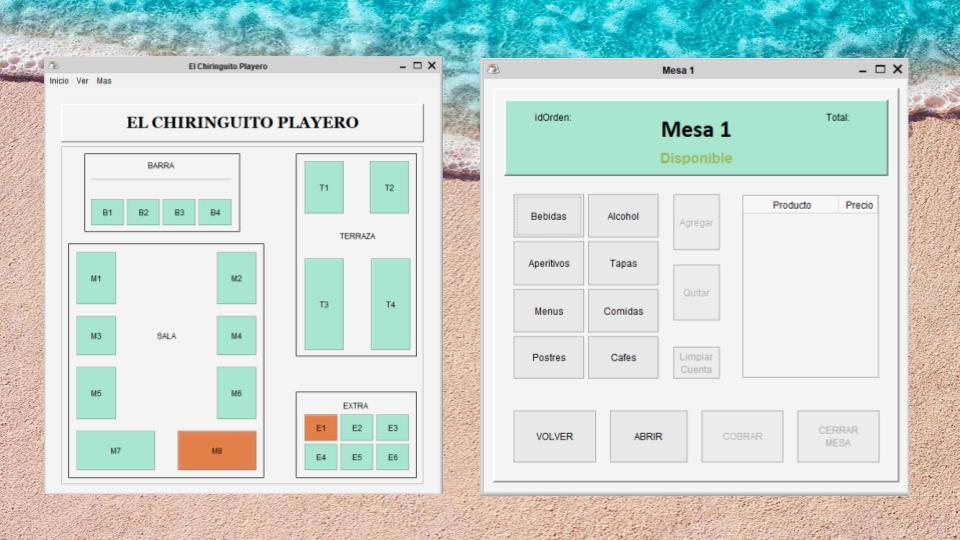 El Chiringuito Playero
Inicio Ver Mas
EL CHIRINGUITO PLAYERO
BARRA
B1 B2 B3 B4
T1 T2
TERRAZA
T3 T4
M1 M2
M3 SALA M4
M5 M6
M7 M8
EXTRA
E1 E2 E3
E4 E5 E6
Mesa 1
idOrden: Total:
Mesa 1
Disponible
Bebidas Alcohol
Aperitivos Tapas
Menus Comidas
Postres Cafes
Agregar
Quitar
Limpiar
Cuenta
Producto Precio
VOLVER ABRIR COBRAR CERRAR
MESA